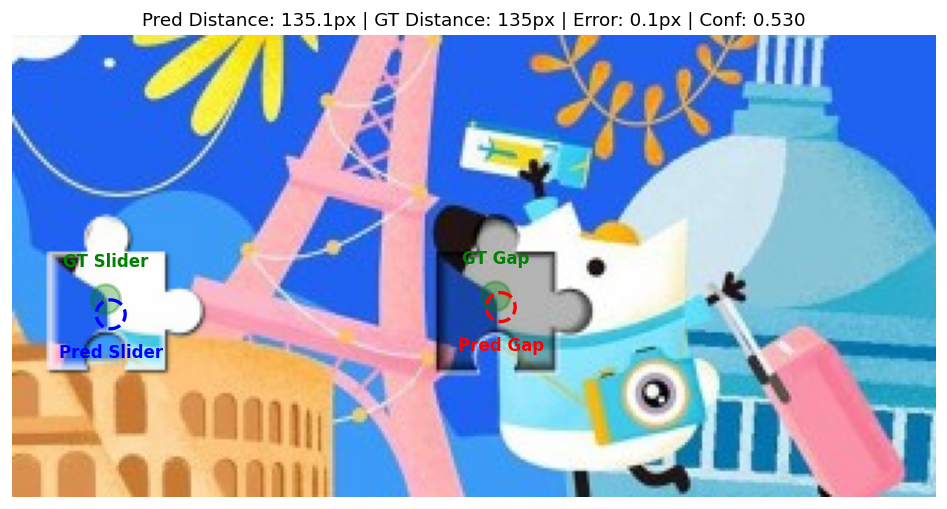 Pred Distance: 135.1px | GT Distance: 135px | Error: 0.1px | Conf: 0.530
GT Slider
GT Gap
Pred Slider
Pred Gap